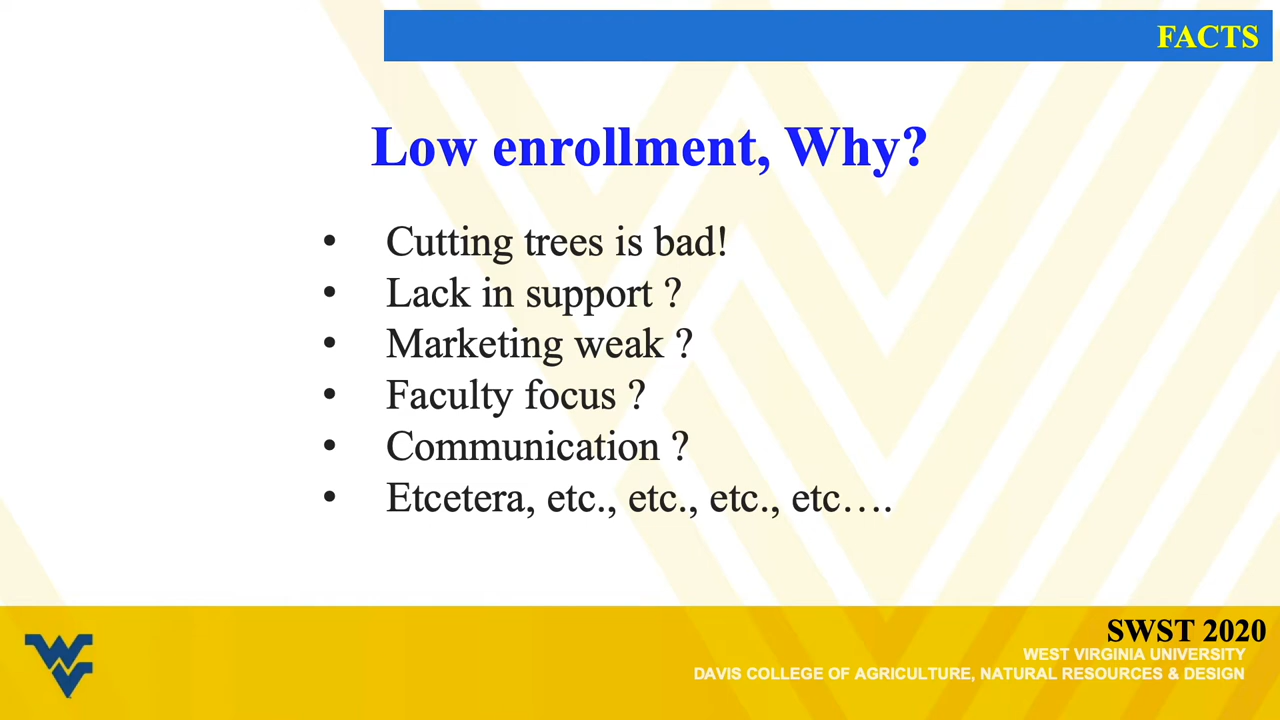 FACTS
Low enrollment, Why?
• Cutting trees is bad!
• Lack in support ?
• Marketing weak ?
• Faculty focus ?
• Communication ?
• Etcetera, etc., etc., etc., etc….
SWST 2020
WEST VIRGINIA UNIVERSITY
DAVIS COLLEGE OF AGRICULTURE, NATURAL RESOURCES & DESIGN